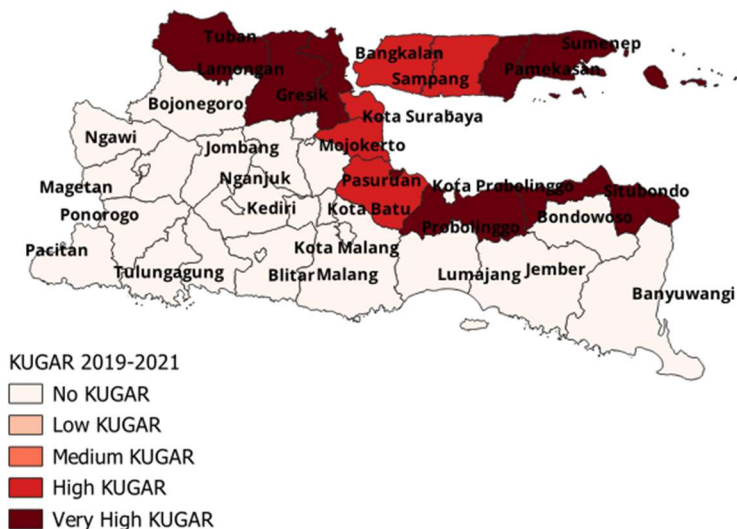 Tuban
Sumenep
Bangkalan
Lamongan
Pamekasan
Sampang
Gresik
Bojonegoro
Kota Surabaya
Ngawi
Jombang
Mojokerto
Nganjuk
Pasuruan
Kota Probolinggo
Situbondo
Magetan
Ponorogo
Kediri
Kota Batu
Bondowoso
Probolinggo
Pacitan
Kota Malang
Tulungagung
Blitar
Malang
Lumajang
Jember
Banyuwangi
KUGAR 2019-2021
No KUGAR
Low KUGAR
Medium KUGAR
High KUGAR
Very High KUGAR